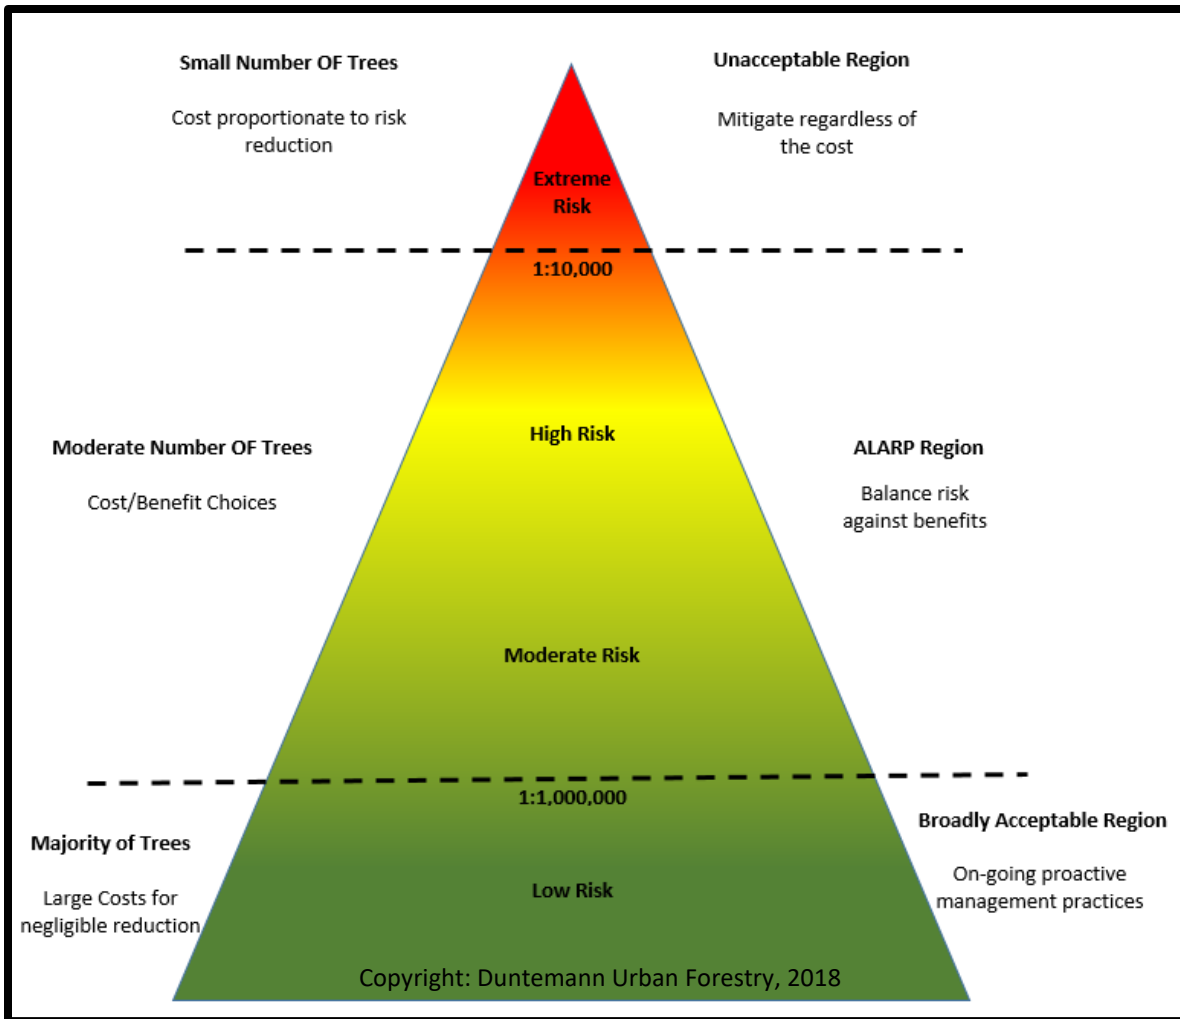 Small Number OF Trees
Cost proportionate to risk
reduction
Unacceptable Region
Mitigate regardless of
the cost
Extreme
Risk
1:10,000
High Risk
Moderate Number OF Trees
Cost/Benefit Choices
ALARP Region
Balance risk
against benefits
Moderate Risk
1:1,000,000
Majority of Trees
Large Costs for
negligible reduction
Broadly Acceptable Region
On-going proactive
management practices
Low Risk
Copyright: Duntemann Urban Forestry, 2018